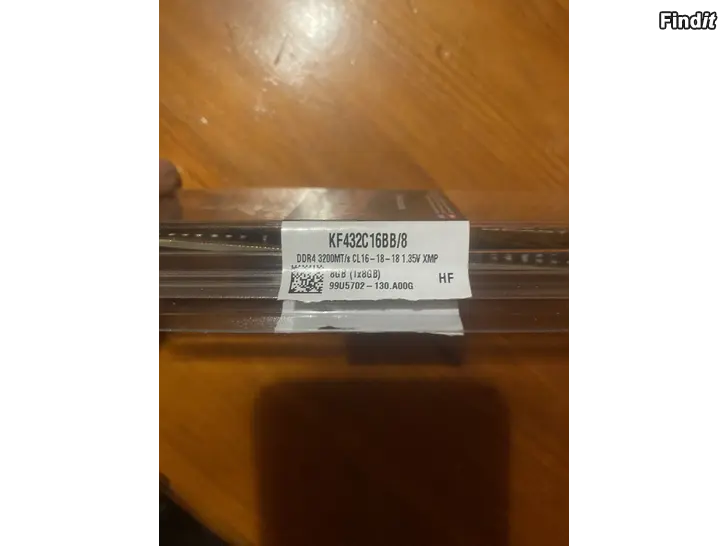 Findit
KF432C16BB/8
DDR4 3200MT/s CL16-18-18 1.35V XMP
8GB (1x8GB)
99U5702-130.A00G
HF